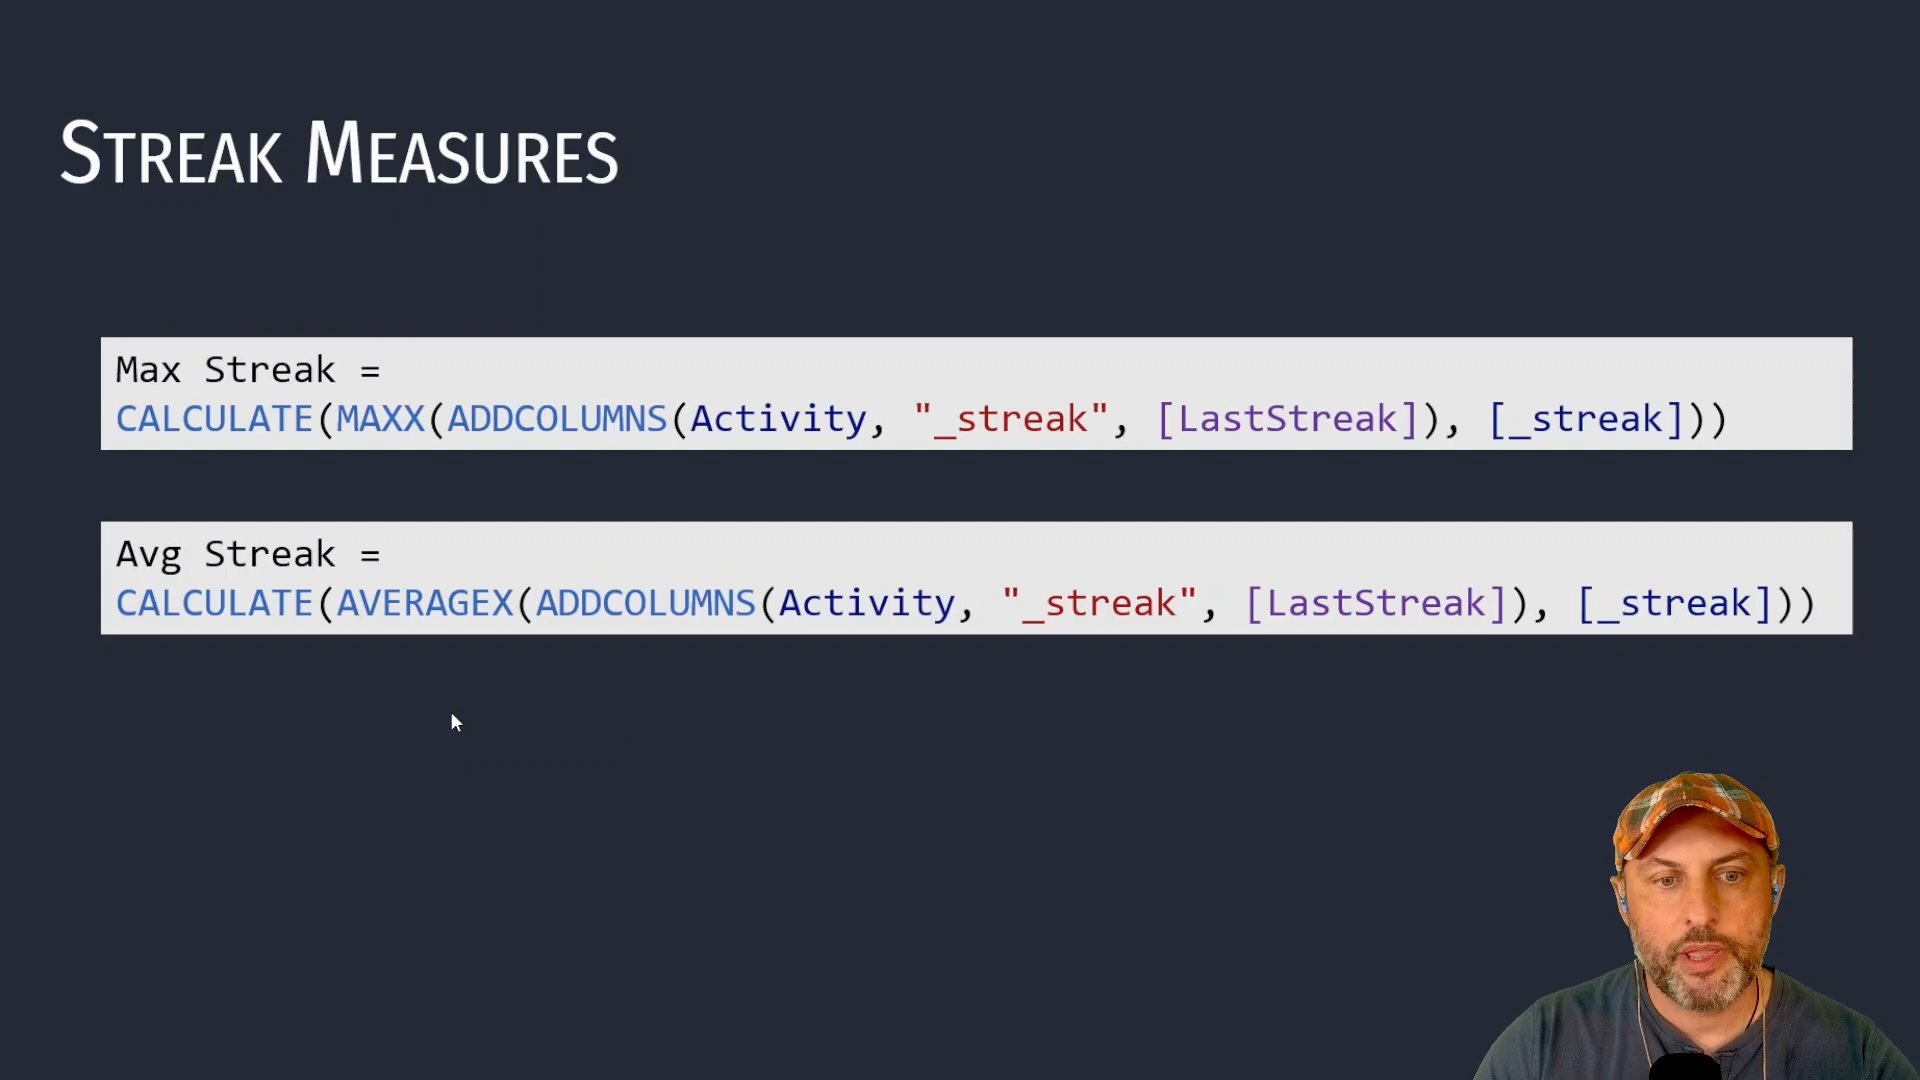 STREAK MEASURES
Max Streak =
CALCULATE(MAXX(ADDCOLUMNS(Activity, "_streak", [LastStreak]), [_streak]))
Avg Streak =
CALCULATE(AVERAGEX(ADDCOLUMNS(Activity, "_streak", [LastStreak]), [_streak]))